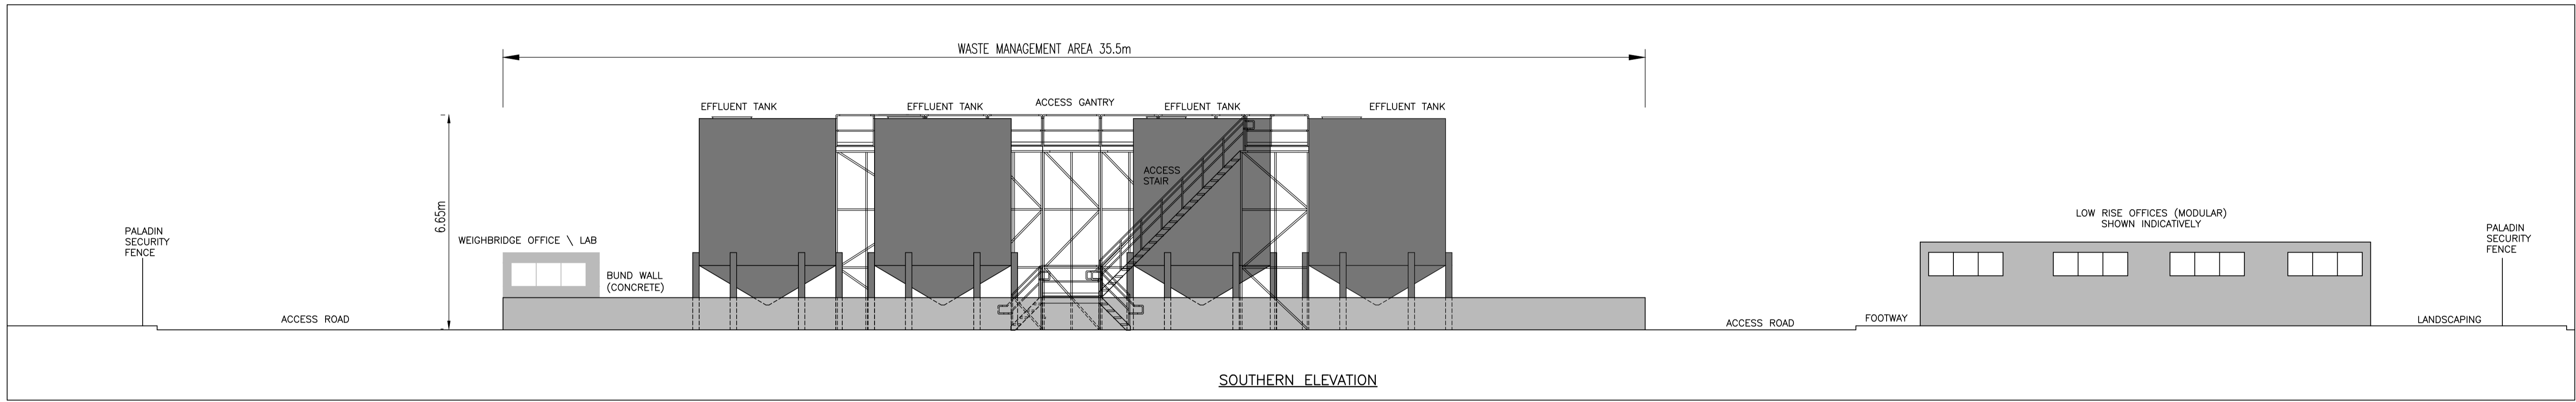 WASTE MANAGEMENT AREA 35.5m
EFFLUENT TANK
EFFLUENT TANK
ACCESS GANTRY
EFFLUENT TANK
EFFLUENT TANK
ACCESS
STAIR
6.65m
PALADIN
SECURITY
FENCE
WEIGHBRIDGE OFFICE \ LAB
BUND WALL
(CONCRETE)
LOW RISE OFFICES (MODULAR)
SHOWN INDICATIVELY
PALADIN
SECURITY
FENCE
ACCESS ROAD
ACCESS ROAD
FOOTWAY
LANDSCAPING
SOUTHERN ELEVATION